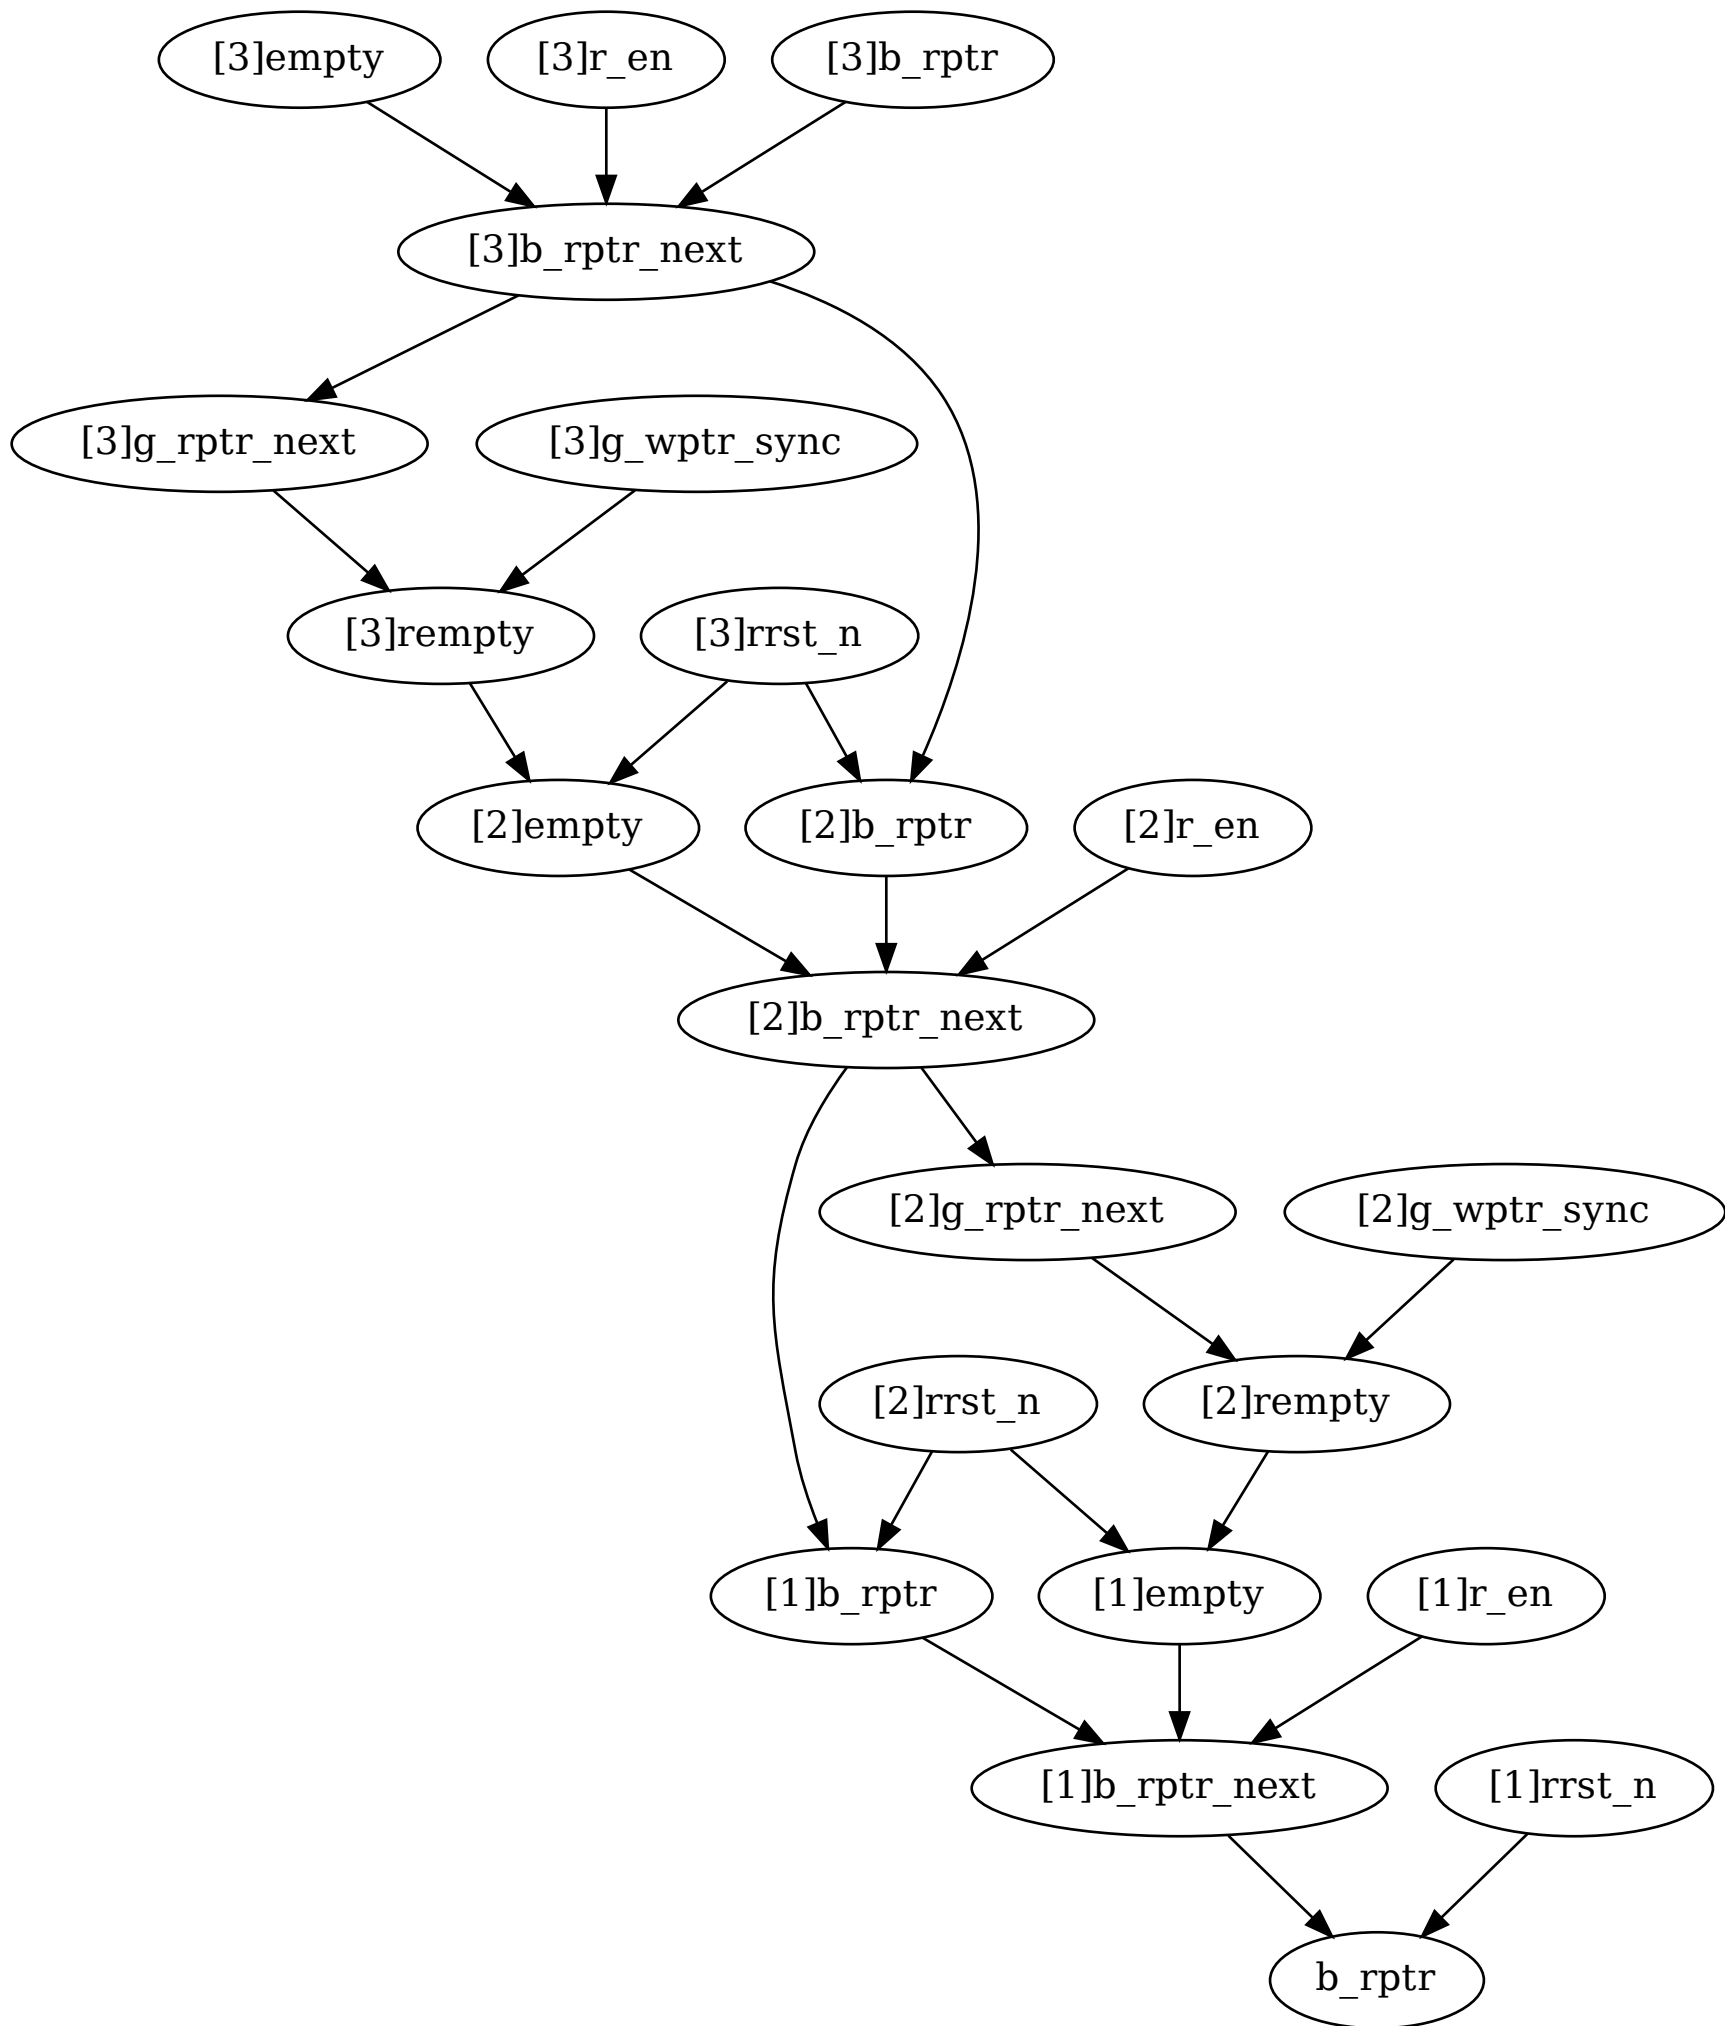 [3]empty
[3]r_en
[3]b_rptr
[3]b_rptr_next
[3]g_rptr_next
[3]g_wptr_sync
[3]rempty
[3]rrst_n
[2]empty
[2]b_rptr
[2]r_en
[2]b_rptr_next
[2]g_rptr_next
[2]g_wptr_sync
[2]rrst_n
[2]rempty
[1]b_rptr
[1]empty
[1]r_en
[1]b_rptr_next
[1]rrst_n
b_rptr